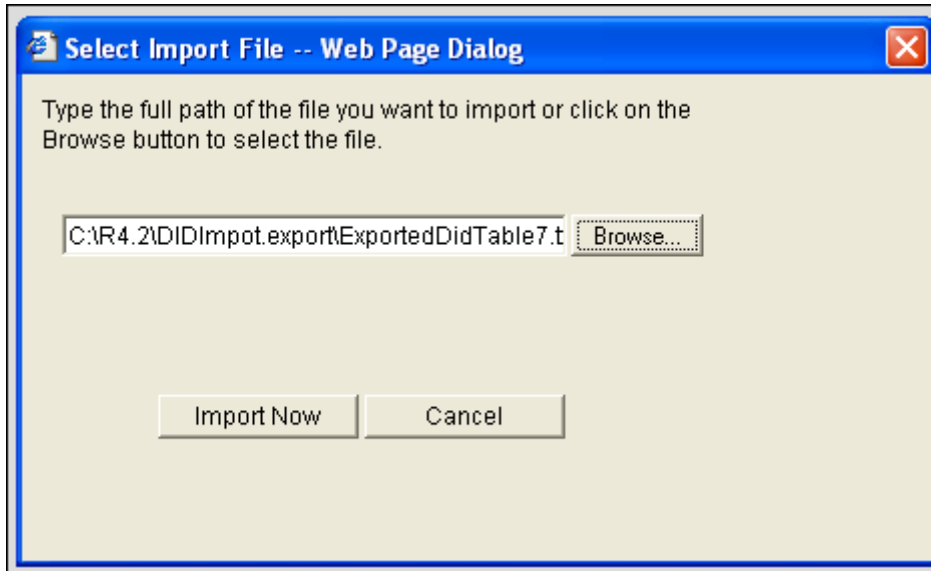 Select Import File -- Web Page Dialog
Type the full path of the file you want to import or click on the
Browse button to select the file.
C:\R4.2\DIDImpot.export\ExportedDidTable7.t Browse...
Import Now Cancel